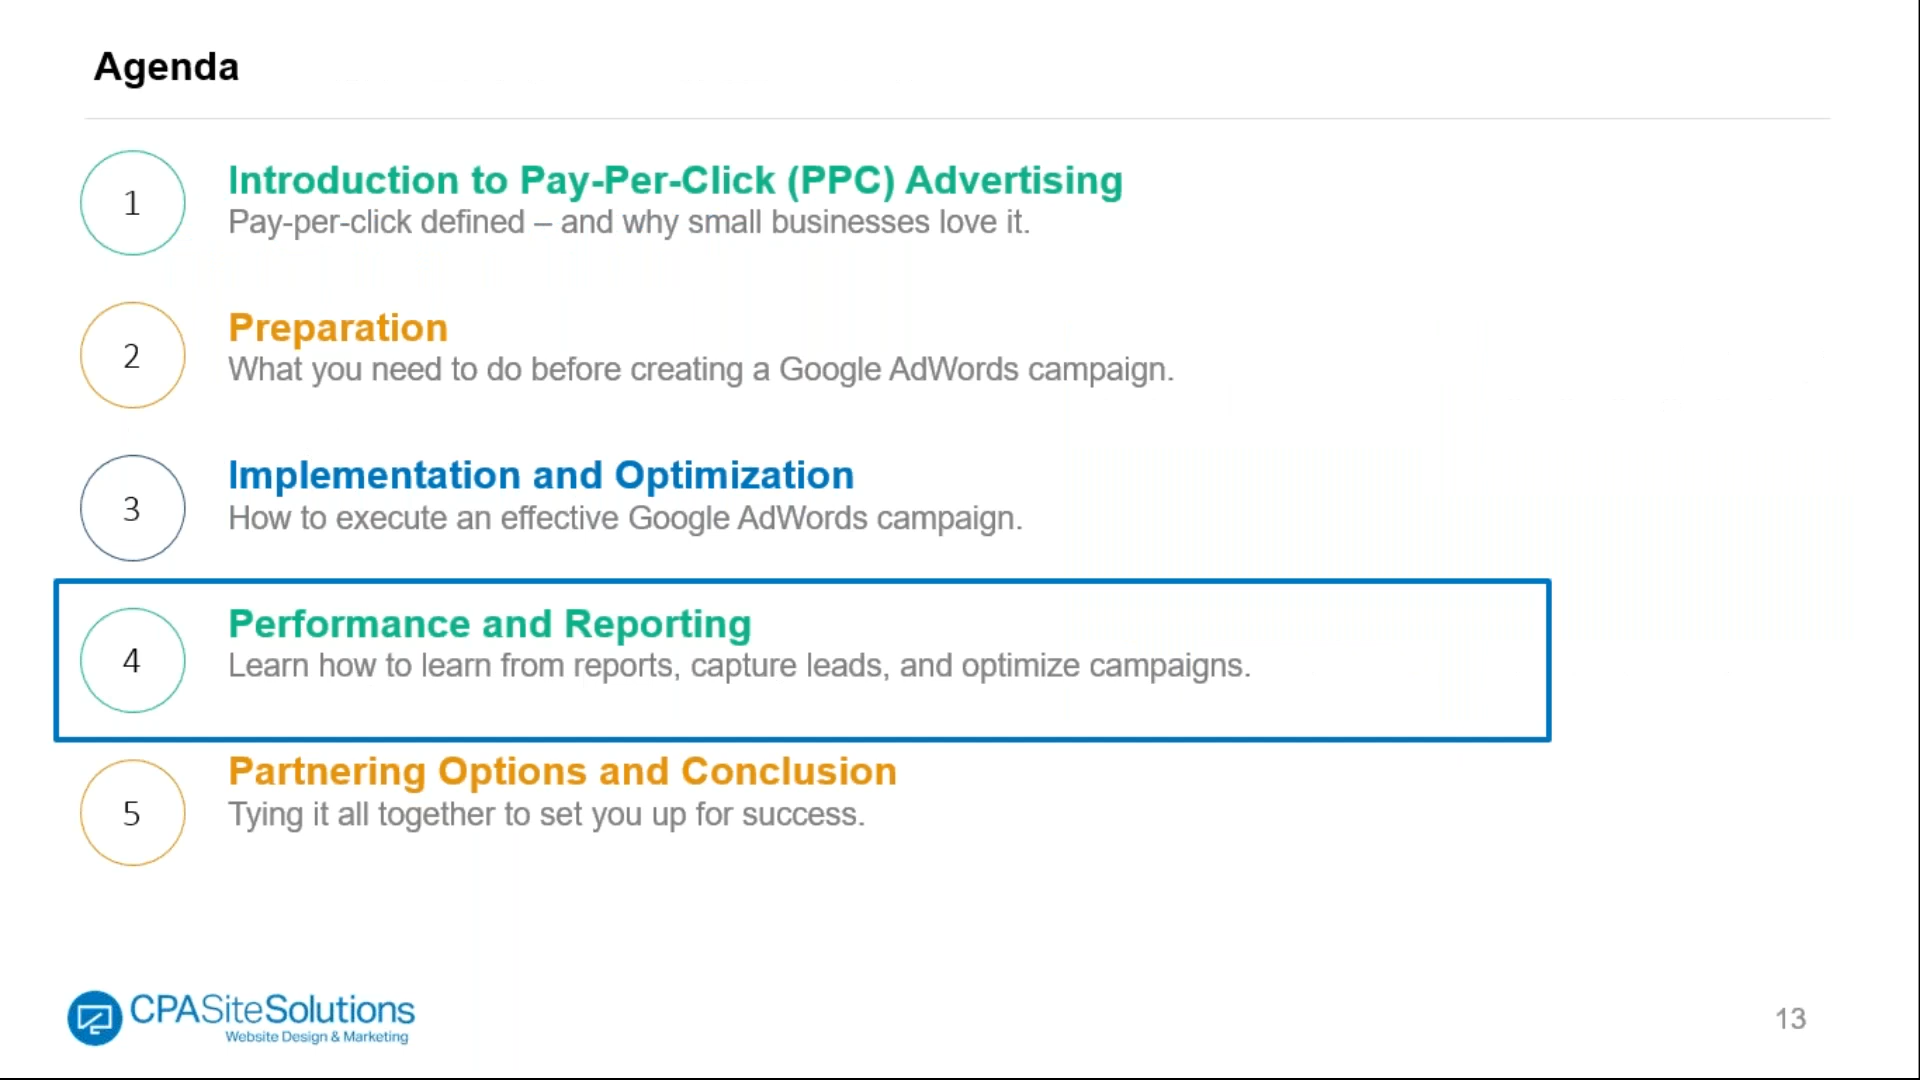 Agenda
1
Introduction to Pay-Per-Click (PPC) Advertising
Pay-per-click defined – and why small businesses love it.
2
Preparation
What you need to do before creating a Google AdWords campaign.
3
Implementation and Optimization
How to execute an effective Google AdWords campaign.
4
Performance and Reporting
Learn how to learn from reports, capture leads, and optimize campaigns.
5
Partnering Options and Conclusion
Tying it all together to set you up for success.
CPASiteSolutions
Website Design & Marketing
13